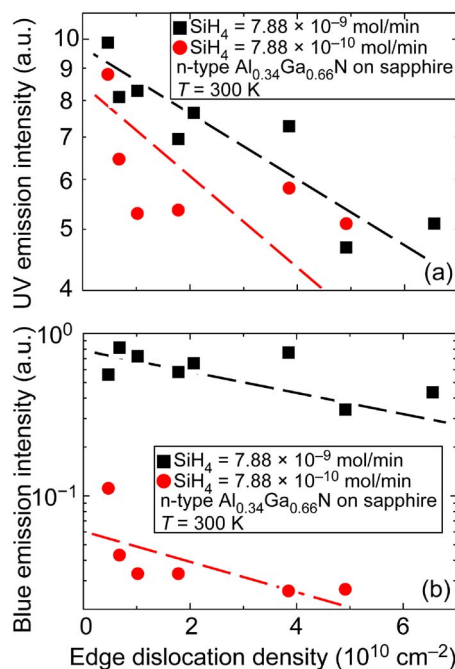 10
9
8
7
6
5
4
UV emission intensity (a.u.)
SiH₄ = 7.88 × 10⁻⁹ mol/min
SiH₄ = 7.88 × 10⁻¹⁰ mol/min
n-type Al₀.₃₄Ga₀.₆₆N on sapphire
T = 300 K
(a)
10⁰
10⁻¹
Blue emission intensity (a.u.)
SiH₄ = 7.88 × 10⁻⁹ mol/min
SiH₄ = 7.88 × 10⁻¹⁰ mol/min
n-type Al₀.₃₄Ga₀.₆₆N on sapphire
T = 300 K
(b)
0 2 4 6
Edge dislocation density (10¹⁰ cm⁻²)